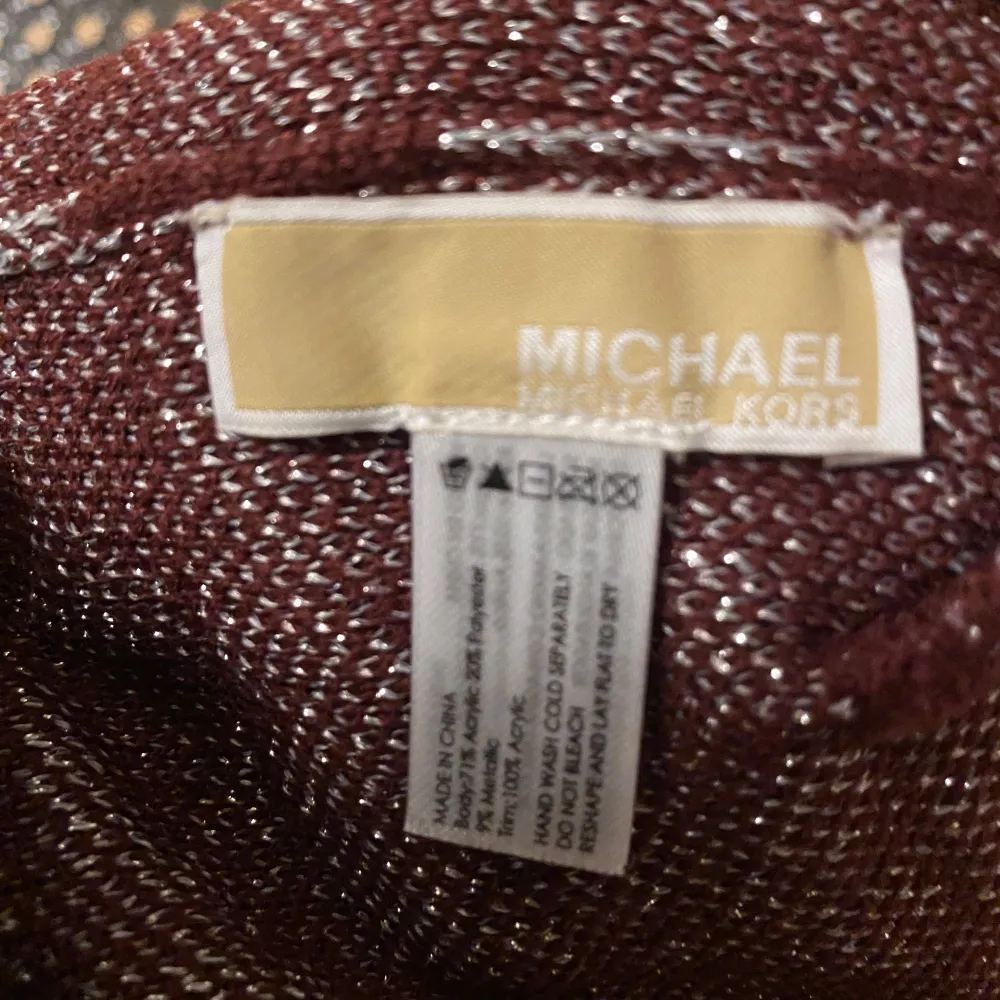 MICHAEL
MICHAEL KORS
MADE IN CHINA
Body:71% Acrylic 20% Polyester
9% Metallic
Trim:100% Acrylic
HAND WASH COLD SEPARATELY
DO NOT BLEACH
RESHAPE AND LAY FLAT TO DRY